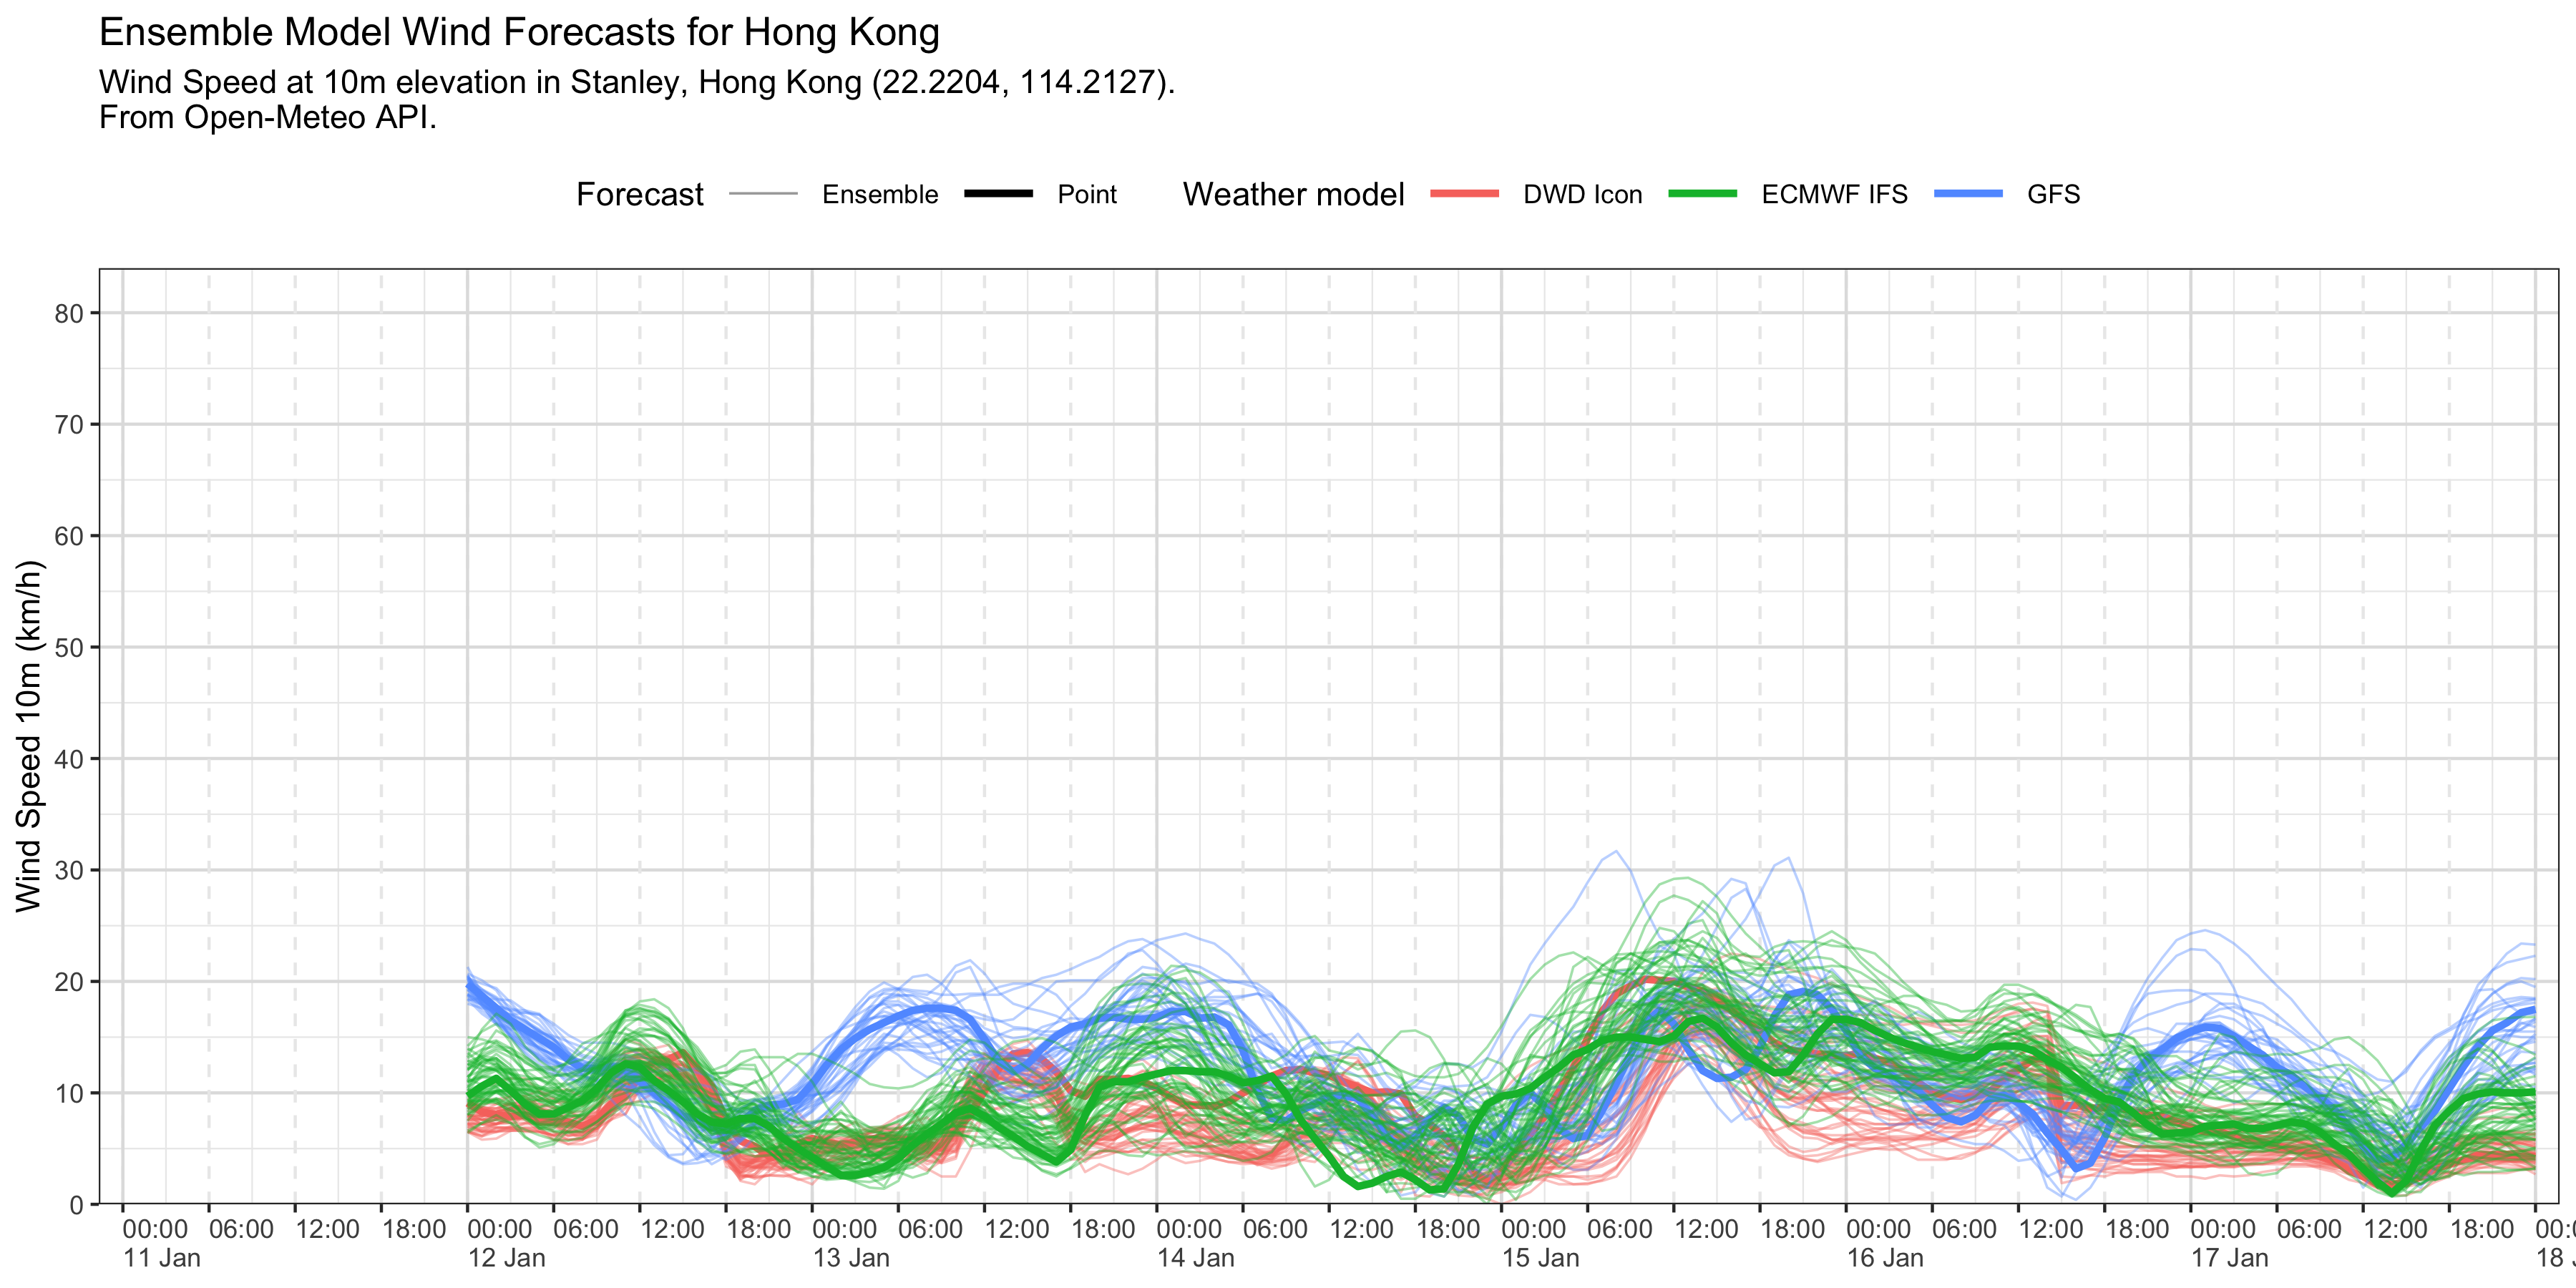 Ensemble Model Wind Forecasts for Hong Kong
Wind Speed at 10m elevation in Stanley, Hong Kong (22.2204, 114.2127).
From Open-Meteo API.
Forecast Ensemble Point Weather model DWD Icon ECMWF IFS GFS
Wind Speed 10m (km/h)
80
70
60
50
40
30
20
10
0
00:00 06:00 12:00 18:00 00:00 06:00 12:00 18:00 00:00 06:00 12:00 18:00 00:00 06:00 12:00 18:00 00:00 06:00 12:00 18:00 00:00 06:00 12:00 18:00 00:00 06:00 12:00 18:00
11 Jan 12 Jan 13 Jan 14 Jan 15 Jan 16 Jan 17 Jan 18